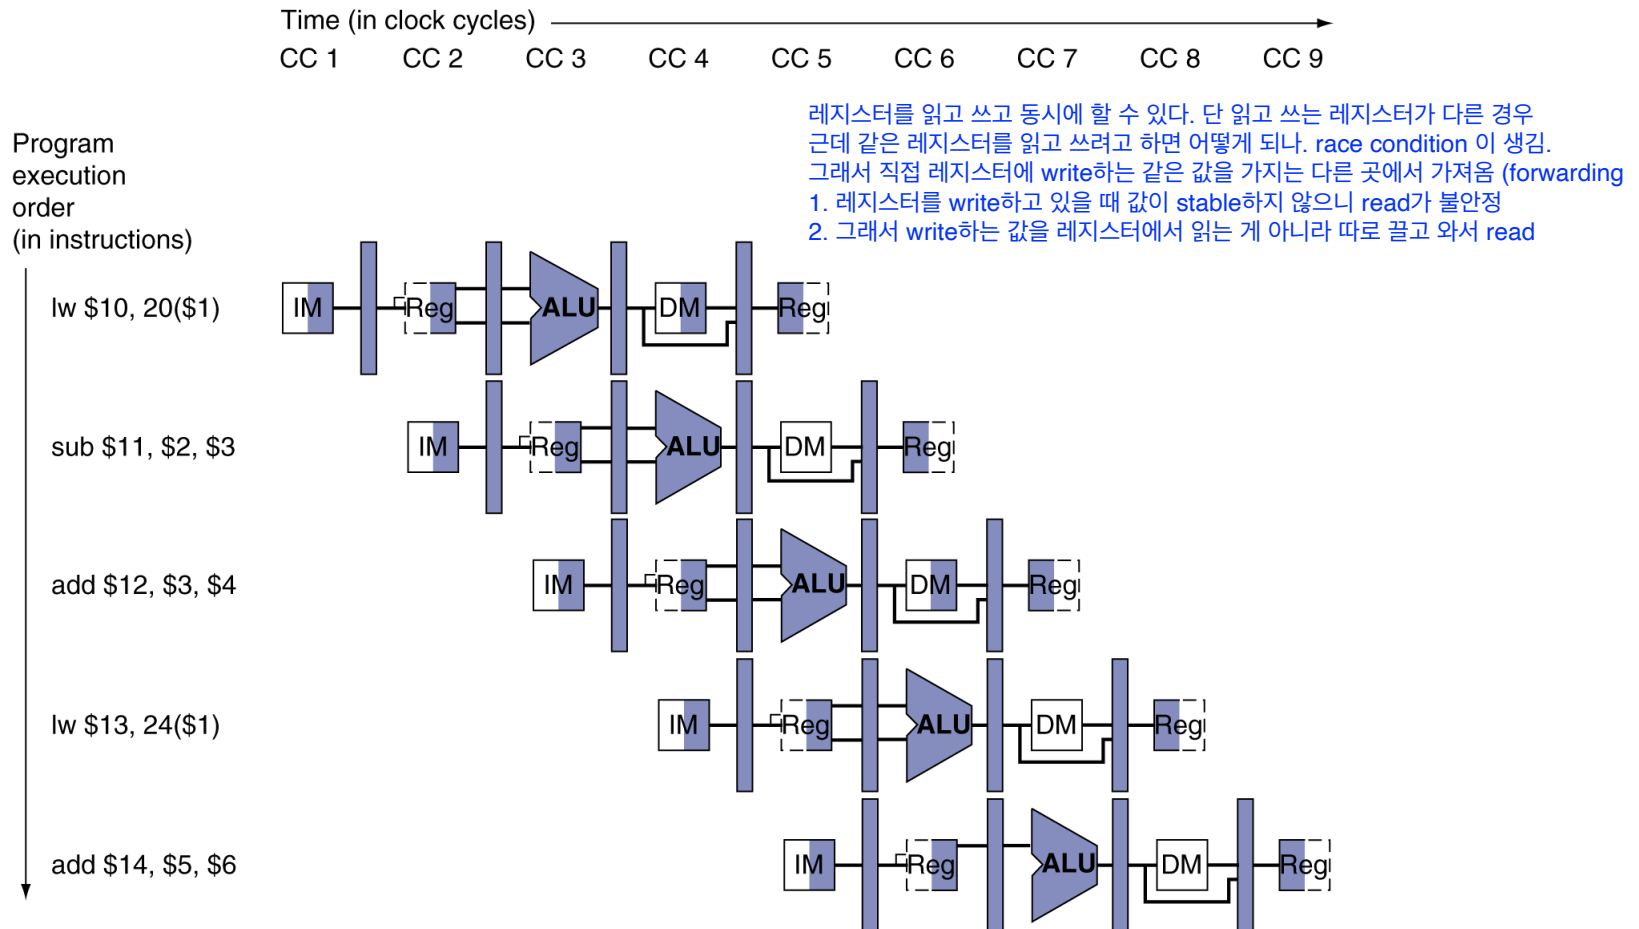 Time (in clock cycles)
CC 1 CC 2 CC 3 CC 4 CC 5 CC 6 CC 7 CC 8 CC 9
레지스터를 읽고 쓰고 동시에 할 수 있다. 단 읽고 쓰는 레지스터가 다른 경우
근데 같은 레지스터를 읽고 쓰려고 하면 어떻게 되나. race condition 이 생김.
그래서 직접 레지스터에 write하는 같은 값을 가지는 다른 곳에서 가져옴 (forwarding
1. 레지스터를 write하고 있을 때 값이 stable하지 않으니 read가 불안정
2. 그래서 write하는 값을 레지스터에서 읽는 게 아니라 따로 끌고 와서 read
Program
execution
order
(in instructions)
lw $10, 20($1) IM Reg ALU DM Reg
sub $11, $2, $3 IM Reg ALU DM Reg
add $12, $3, $4 IM Reg ALU DM Reg
lw $13, 24($1) IM Reg ALU DM Reg
add $14, $5, $6 IM Reg ALU DM Reg